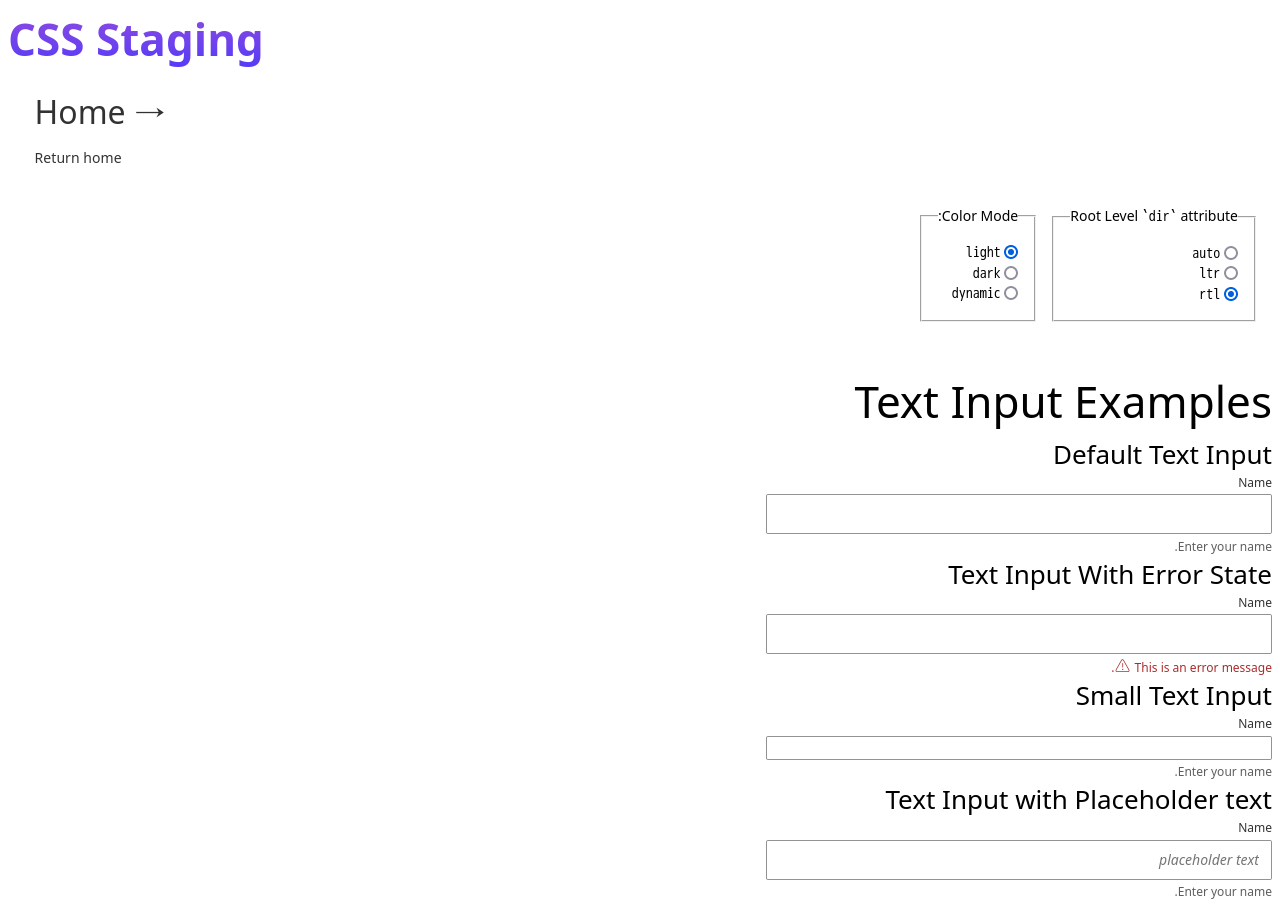 CSS Staging
Home →
Return home
Root Level `dir` attribute
auto
ltr
rtl
:Color Mode
light
dark
dynamic
Text Input Examples
Default Text Input
Name
.Enter your name
Text Input With Error State
Name
.⚠ This is an error message
Small Text Input
Name
.Enter your name
Text Input with Placeholder text
Name
placeholder text
.Enter your name